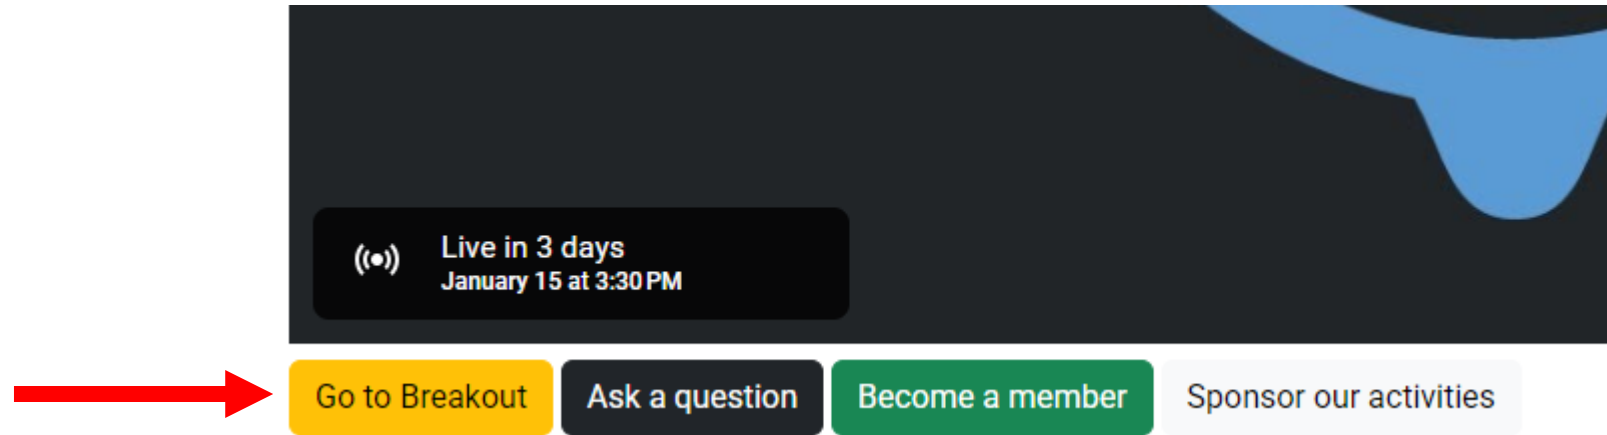 Live in 3 days
January 15 at 3:30 PM
Go to Breakout
Ask a question
Become a member
Sponsor our activities